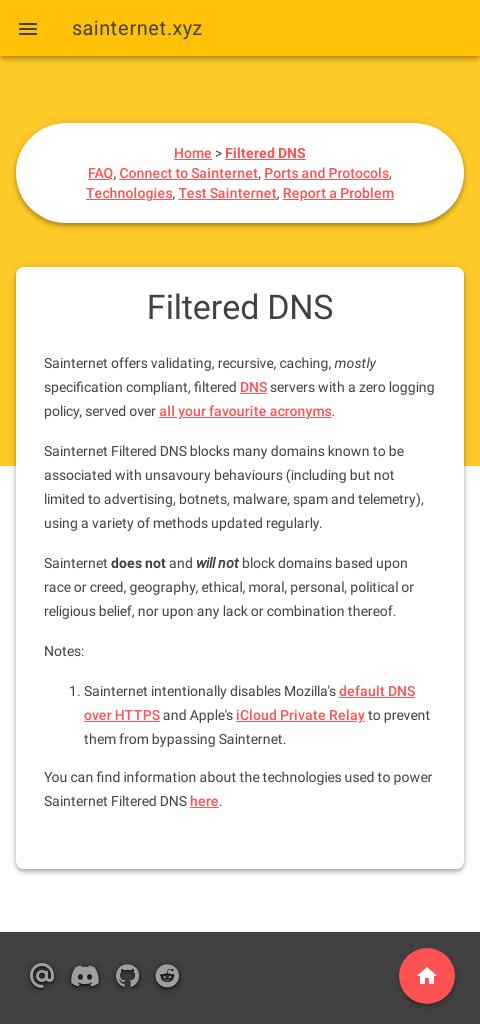 sainternet.xyz
Home > Filtered DNS
FAQ, Connect to Sainternet, Ports and Protocols,
Technologies, Test Sainternet, Report a Problem
Filtered DNS
Sainternet offers validating, recursive, caching, mostly
specification compliant, filtered DNS servers with a zero logging
policy, served over all your favourite acronyms.
Sainternet Filtered DNS blocks many domains known to be
associated with unsavoury behaviours (including but not
limited to advertising, botnets, malware, spam and telemetry),
using a variety of methods updated regularly.
Sainternet does not and will not block domains based upon
race or creed, geography, ethical, moral, personal, political or
religious belief, nor upon any lack or combination thereof.
Notes:
1. Sainternet intentionally disables Mozilla's default DNS
over HTTPS and Apple's iCloud Private Relay to prevent
them from bypassing Sainternet.
You can find information about the technologies used to power
Sainternet Filtered DNS here.